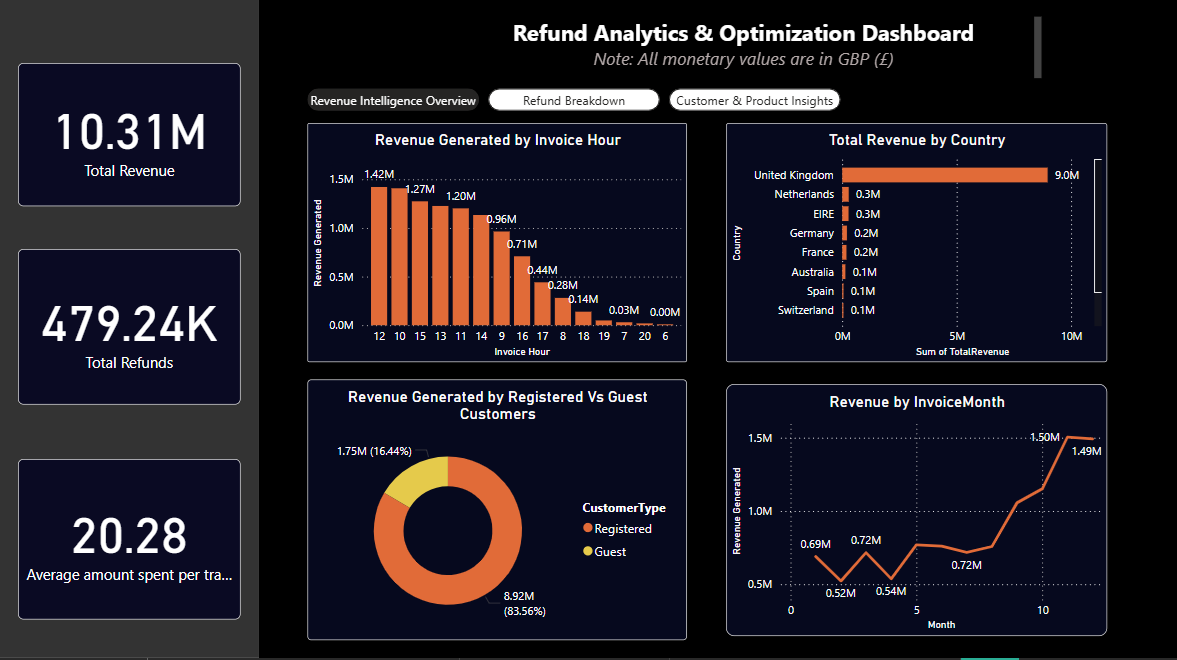 Refund Analytics & Optimization Dashboard
Note: All monetary values are in GBP (£)
10.31M
Total Revenue
479.24K
Total Refunds
20.28
Average amount spent per tra...
Revenue Intelligence Overview
Refund Breakdown
Customer & Product Insights
Revenue Generated by Invoice Hour
Revenue Generated
1.5M
1.0M
0.5M
0.0M
1.42M
1.27M
1.20M
0.96M
0.71M
0.44M
0.28M
0.14M
0.03M
0.00M
12 10 15 13 11 14 9 16 17 8 18 19 7 20 6
Invoice Hour
Total Revenue by Country
Country
United Kingdom 9.0M
Netherlands 0.3M
EIRE 0.3M
Germany 0.2M
France 0.2M
Australia 0.1M
Spain 0.1M
Switzerland 0.1M
0M 5M 10M
Sum of TotalRevenue
Revenue Generated by Registered Vs Guest
Customers
1.75M (16.44%)
8.92M
(83.56%)
CustomerType
Registered
Guest
Revenue by InvoiceMonth
Revenue Generated
1.5M
1.0M
0.5M
0.69M
0.52M
0.72M
0.54M
0.72M
1.50M
1.49M
0 5 10
Month